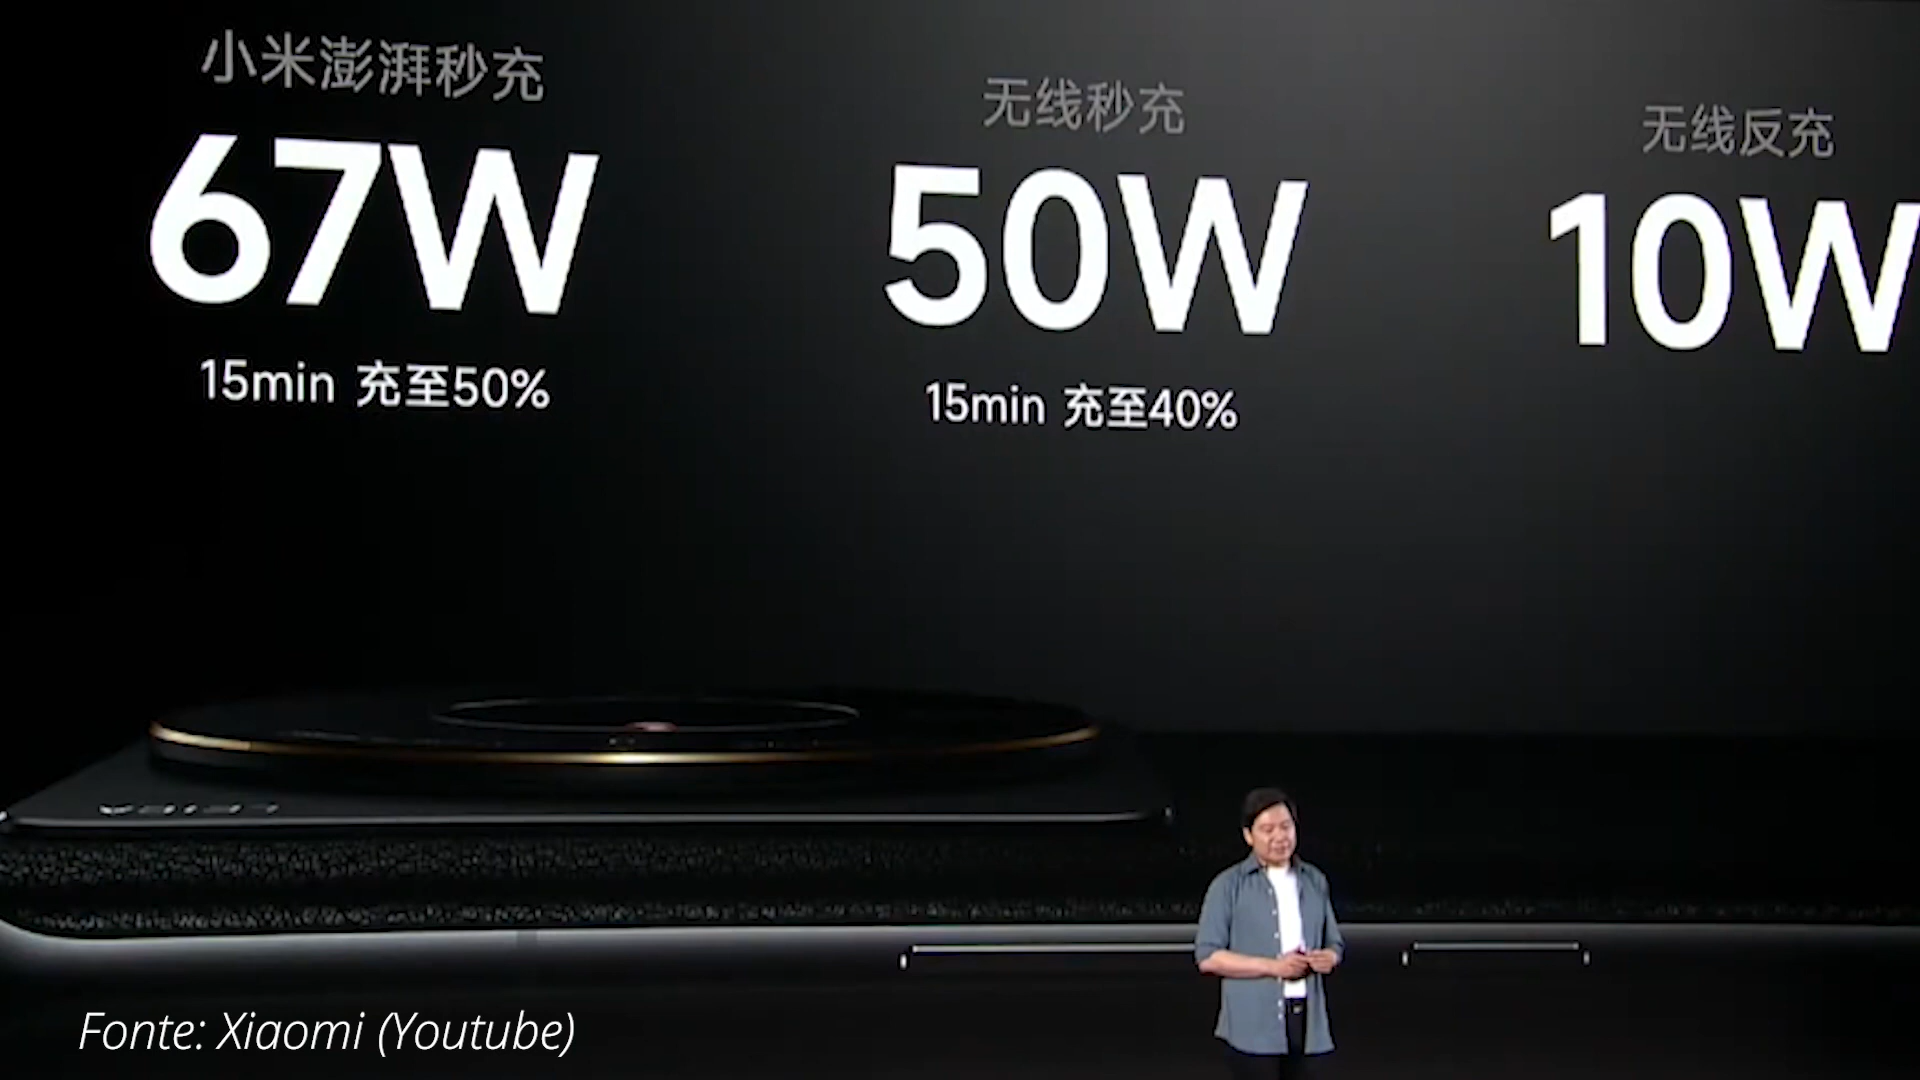 小米澎湃秒充
67W
15min 充至50%
无线秒充
50W
15min 充至40%
无线反充
10W
LEICA
Fonte: Xiaomi (Youtube)